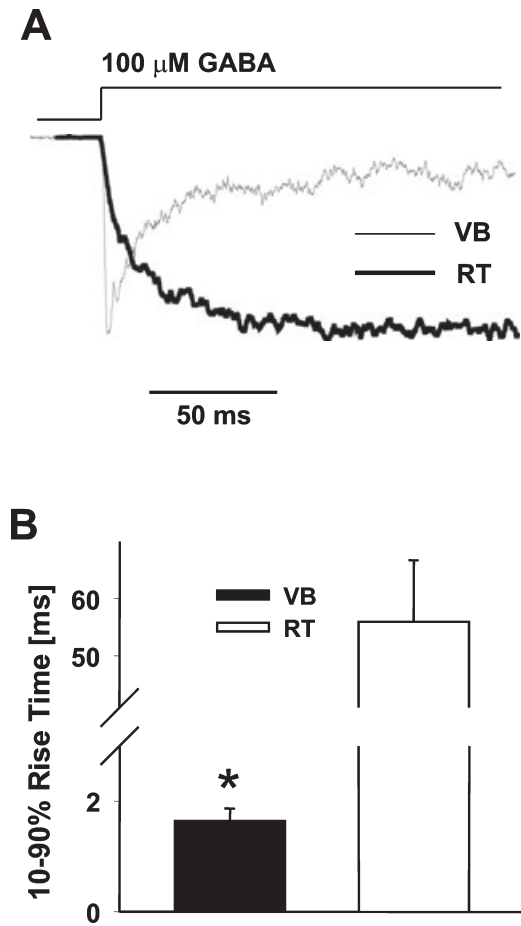 A
100 μM GABA
VB
RT
50 ms
B
10-90% Rise Time [ms]
60
50
2
0
VB
RT
*